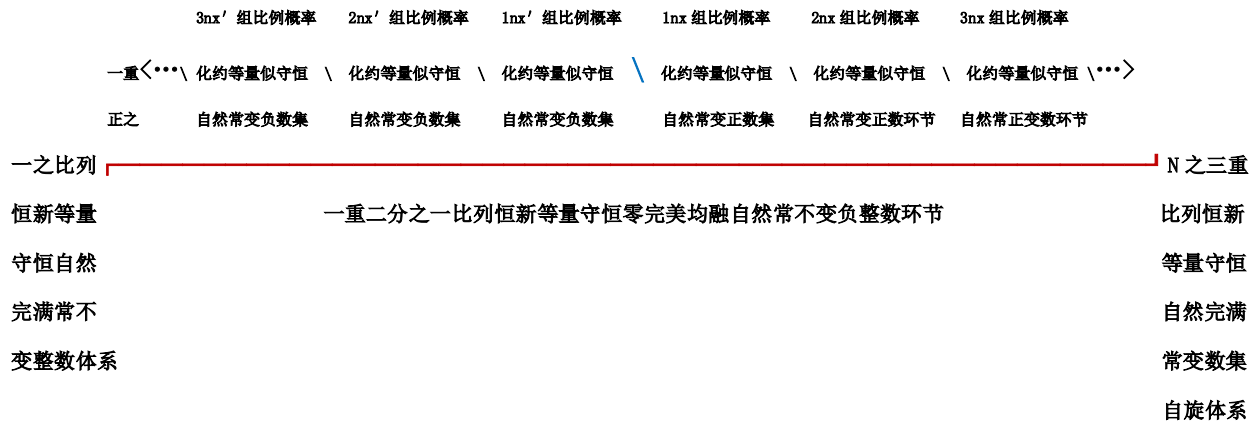 3nx′组比例概率 2nx′组比例概率 1nx′组比例概率 1nx组比例概率 2nx组比例概率 3nx组比例概率
一重〈…\ 化约等量似守恒 \ 化约等量似守恒 \ 化约等量似守恒 \ 化约等量似守恒 \ 化约等量似守恒 \ 化约等量似守恒 \…〉
正之 自然常变负数集 自然常变负数集 自然常变负数集 自然常变正数集 自然常变正数环节 自然常正变数环节
一之比列 N之三重
恒新等量 一重二分之一比列恒新等量守恒零完美均融自然常不变负整数环节 比列恒新
守恒自然 等量守恒
完满常不 自然完满
变整数体系 常变数集
自旋体系